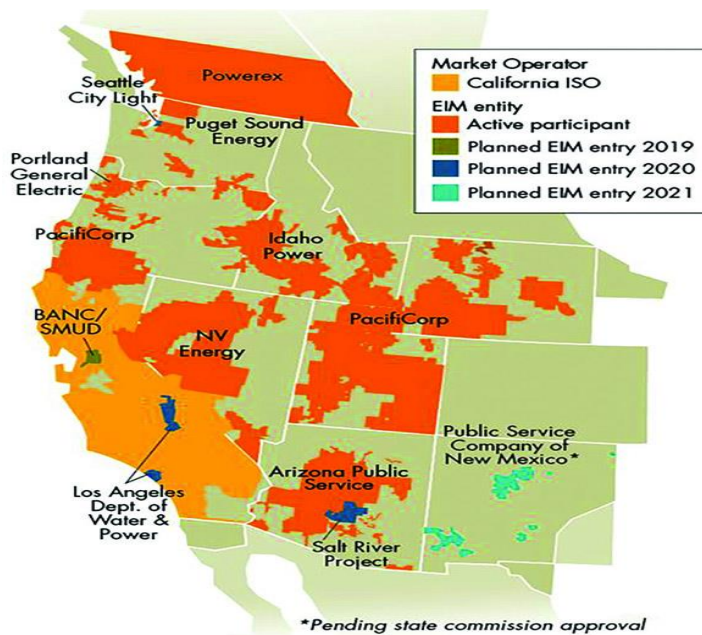 Market Operator
California ISO
EIM entity
Active participant
Planned EIM entry 2019
Planned EIM entry 2020
Planned EIM entry 2021
Powerex
Seattle
City Light
Puget Sound
Energy
Portland
General
Electric
PacifiCorp
Idaho
Power
BANC/
SMUD
NV
Energy
PacifiCorp
Public Service
Company of
New Mexico*
Arizona Public
Service
Los Angeles
Dept. of
Water &
Power
Salt River
Project
*Pending state commission approval